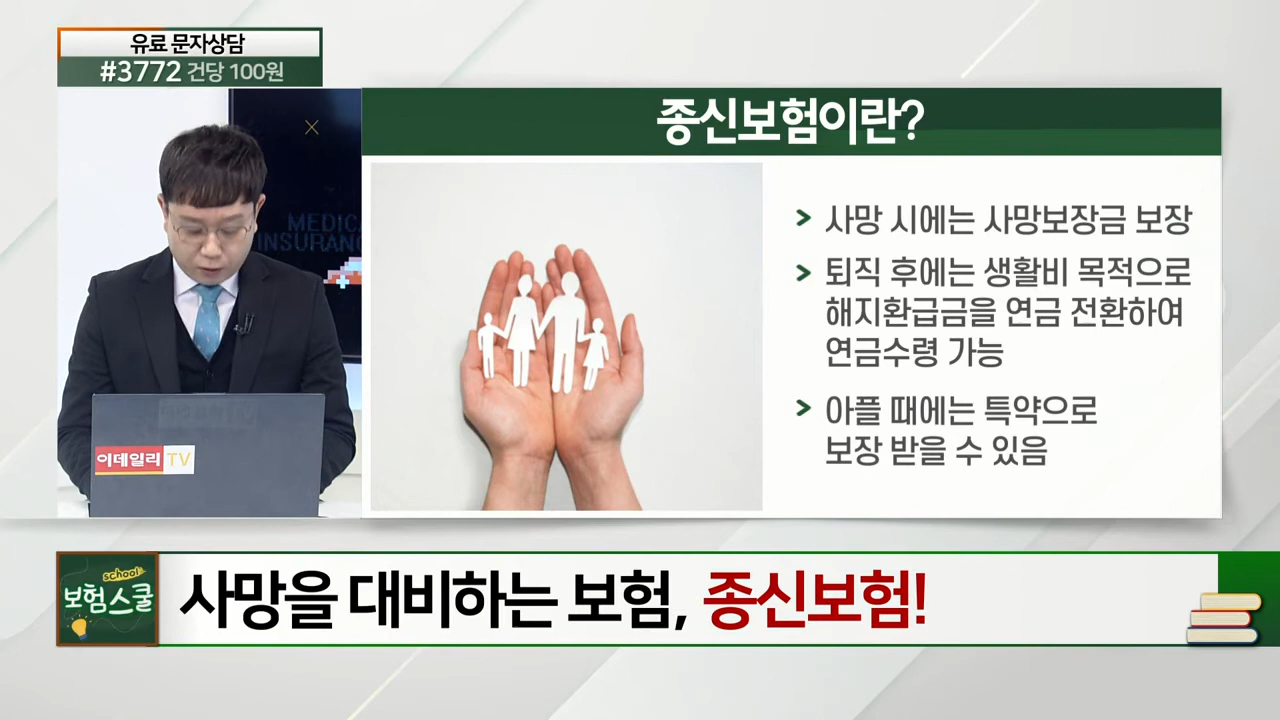 유료 문자상담
#3772 건당 100원
종신보험이란?
MEDICA
INSURANC
사망 시에는 사망보장금 보장
퇴직 후에는 생활비 목적으로
해지환급금을 연금 전환하여
연금수령 가능
아플 때에는 특약으로
보장 받을 수 있음
이데일리 TV
school
보험스쿨
사망을 대비하는 보험, 종신보험!